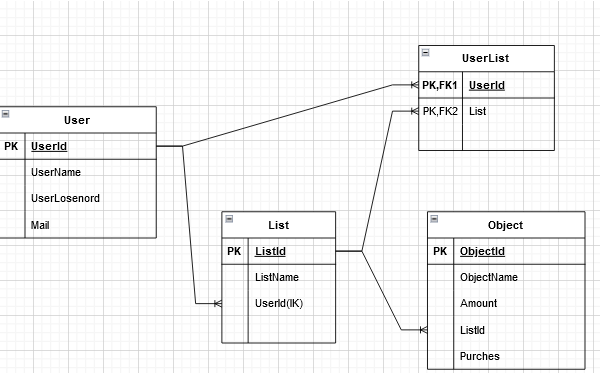 User
PK UserId
UserName
UserLosenord
Mail
UserList
PK,FK1 UserId
PK,FK2 List
List
PK ListId
ListName
UserId(IK)
Object
PK ObjectId
ObjectName
Amount
ListId
Purches